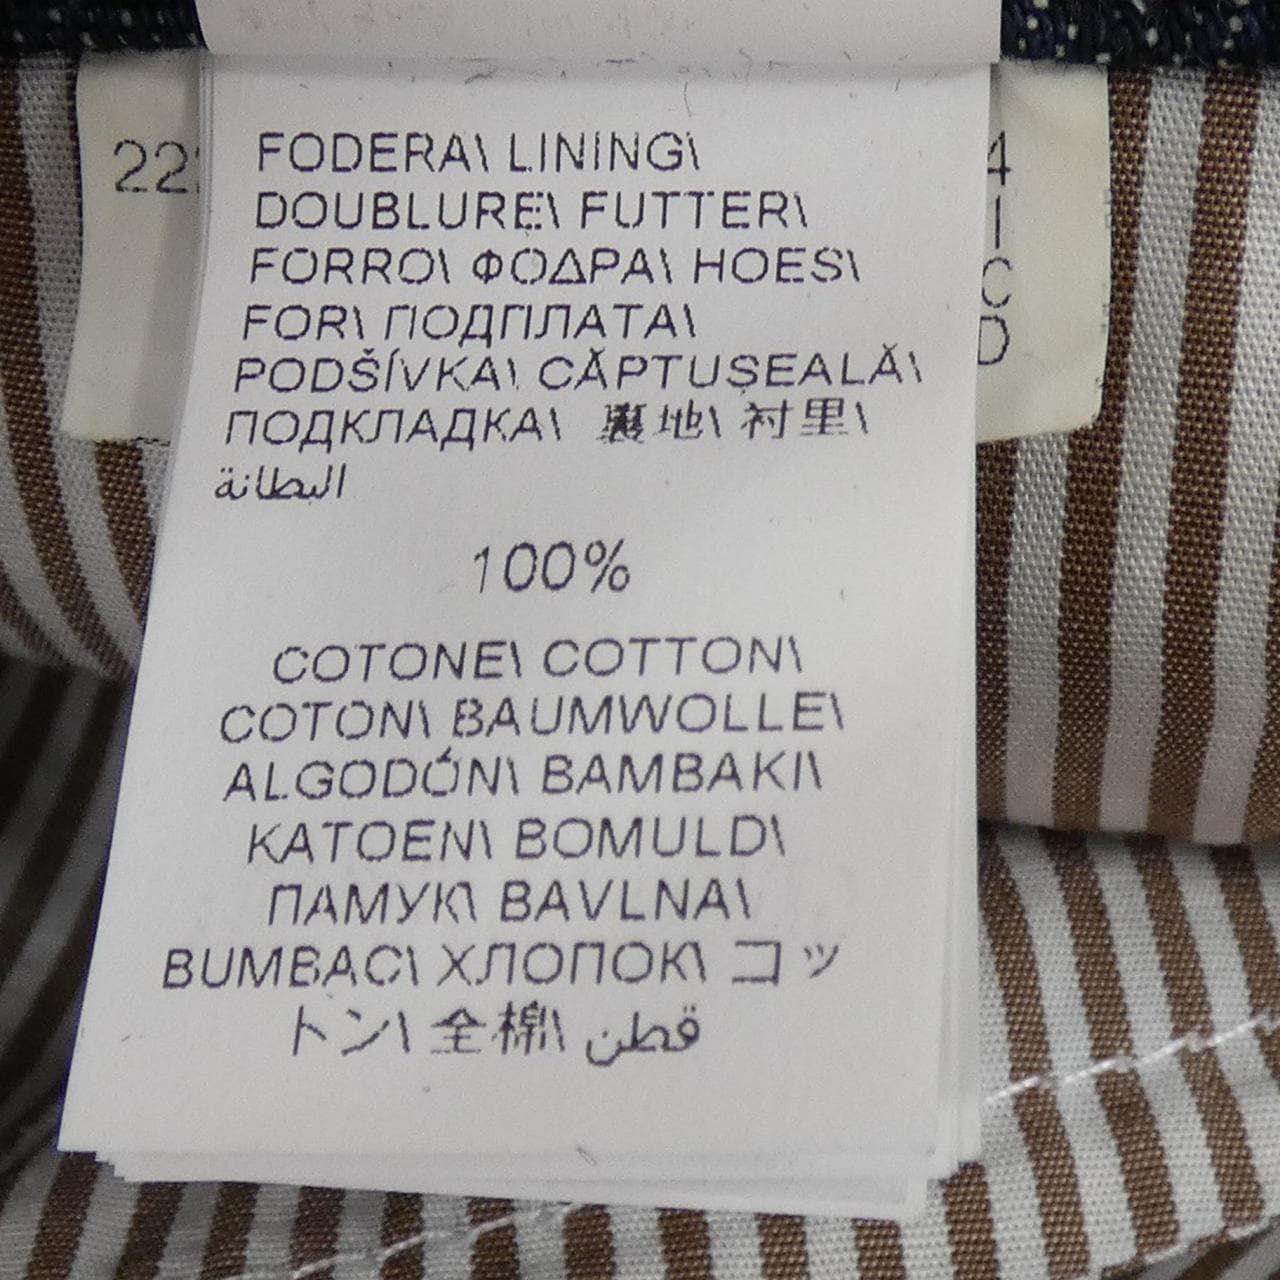 FODERA\ LINING\
DOUBLURE\ FUTTER\
FORRO\ ΦΟΔΡΑ\ HOES\
FOR\ ПОДПЛАТА\
PODŠÍVKA\ CĂPTUȘEALĂ\
ПОДКЛАДКА\ 裏地\ 衬里\
البطانة
100%
COTONE\ COTTON\
COTON\ BAUMWOLLE\
ALGODÓN\ BAMBAKI\
KATOEN\ BOMULD\
ПАМУК\ BAVLNA\
BUMBAC\ ХЛОПОК\ コッ
トン\ 全棉\ قطن